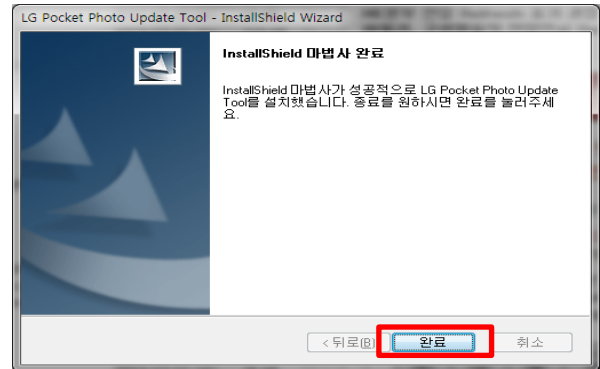 LG Pocket Photo Update Tool - InstallShield Wizard
InstallShield 마법사 완료
InstallShield 마법사가 성공적으로 LG Pocket Photo Update
Tool를 설치했습니다. 종료를 원하시면 완료를 눌러주세
요.
< 뒤로(B) 완료 취소